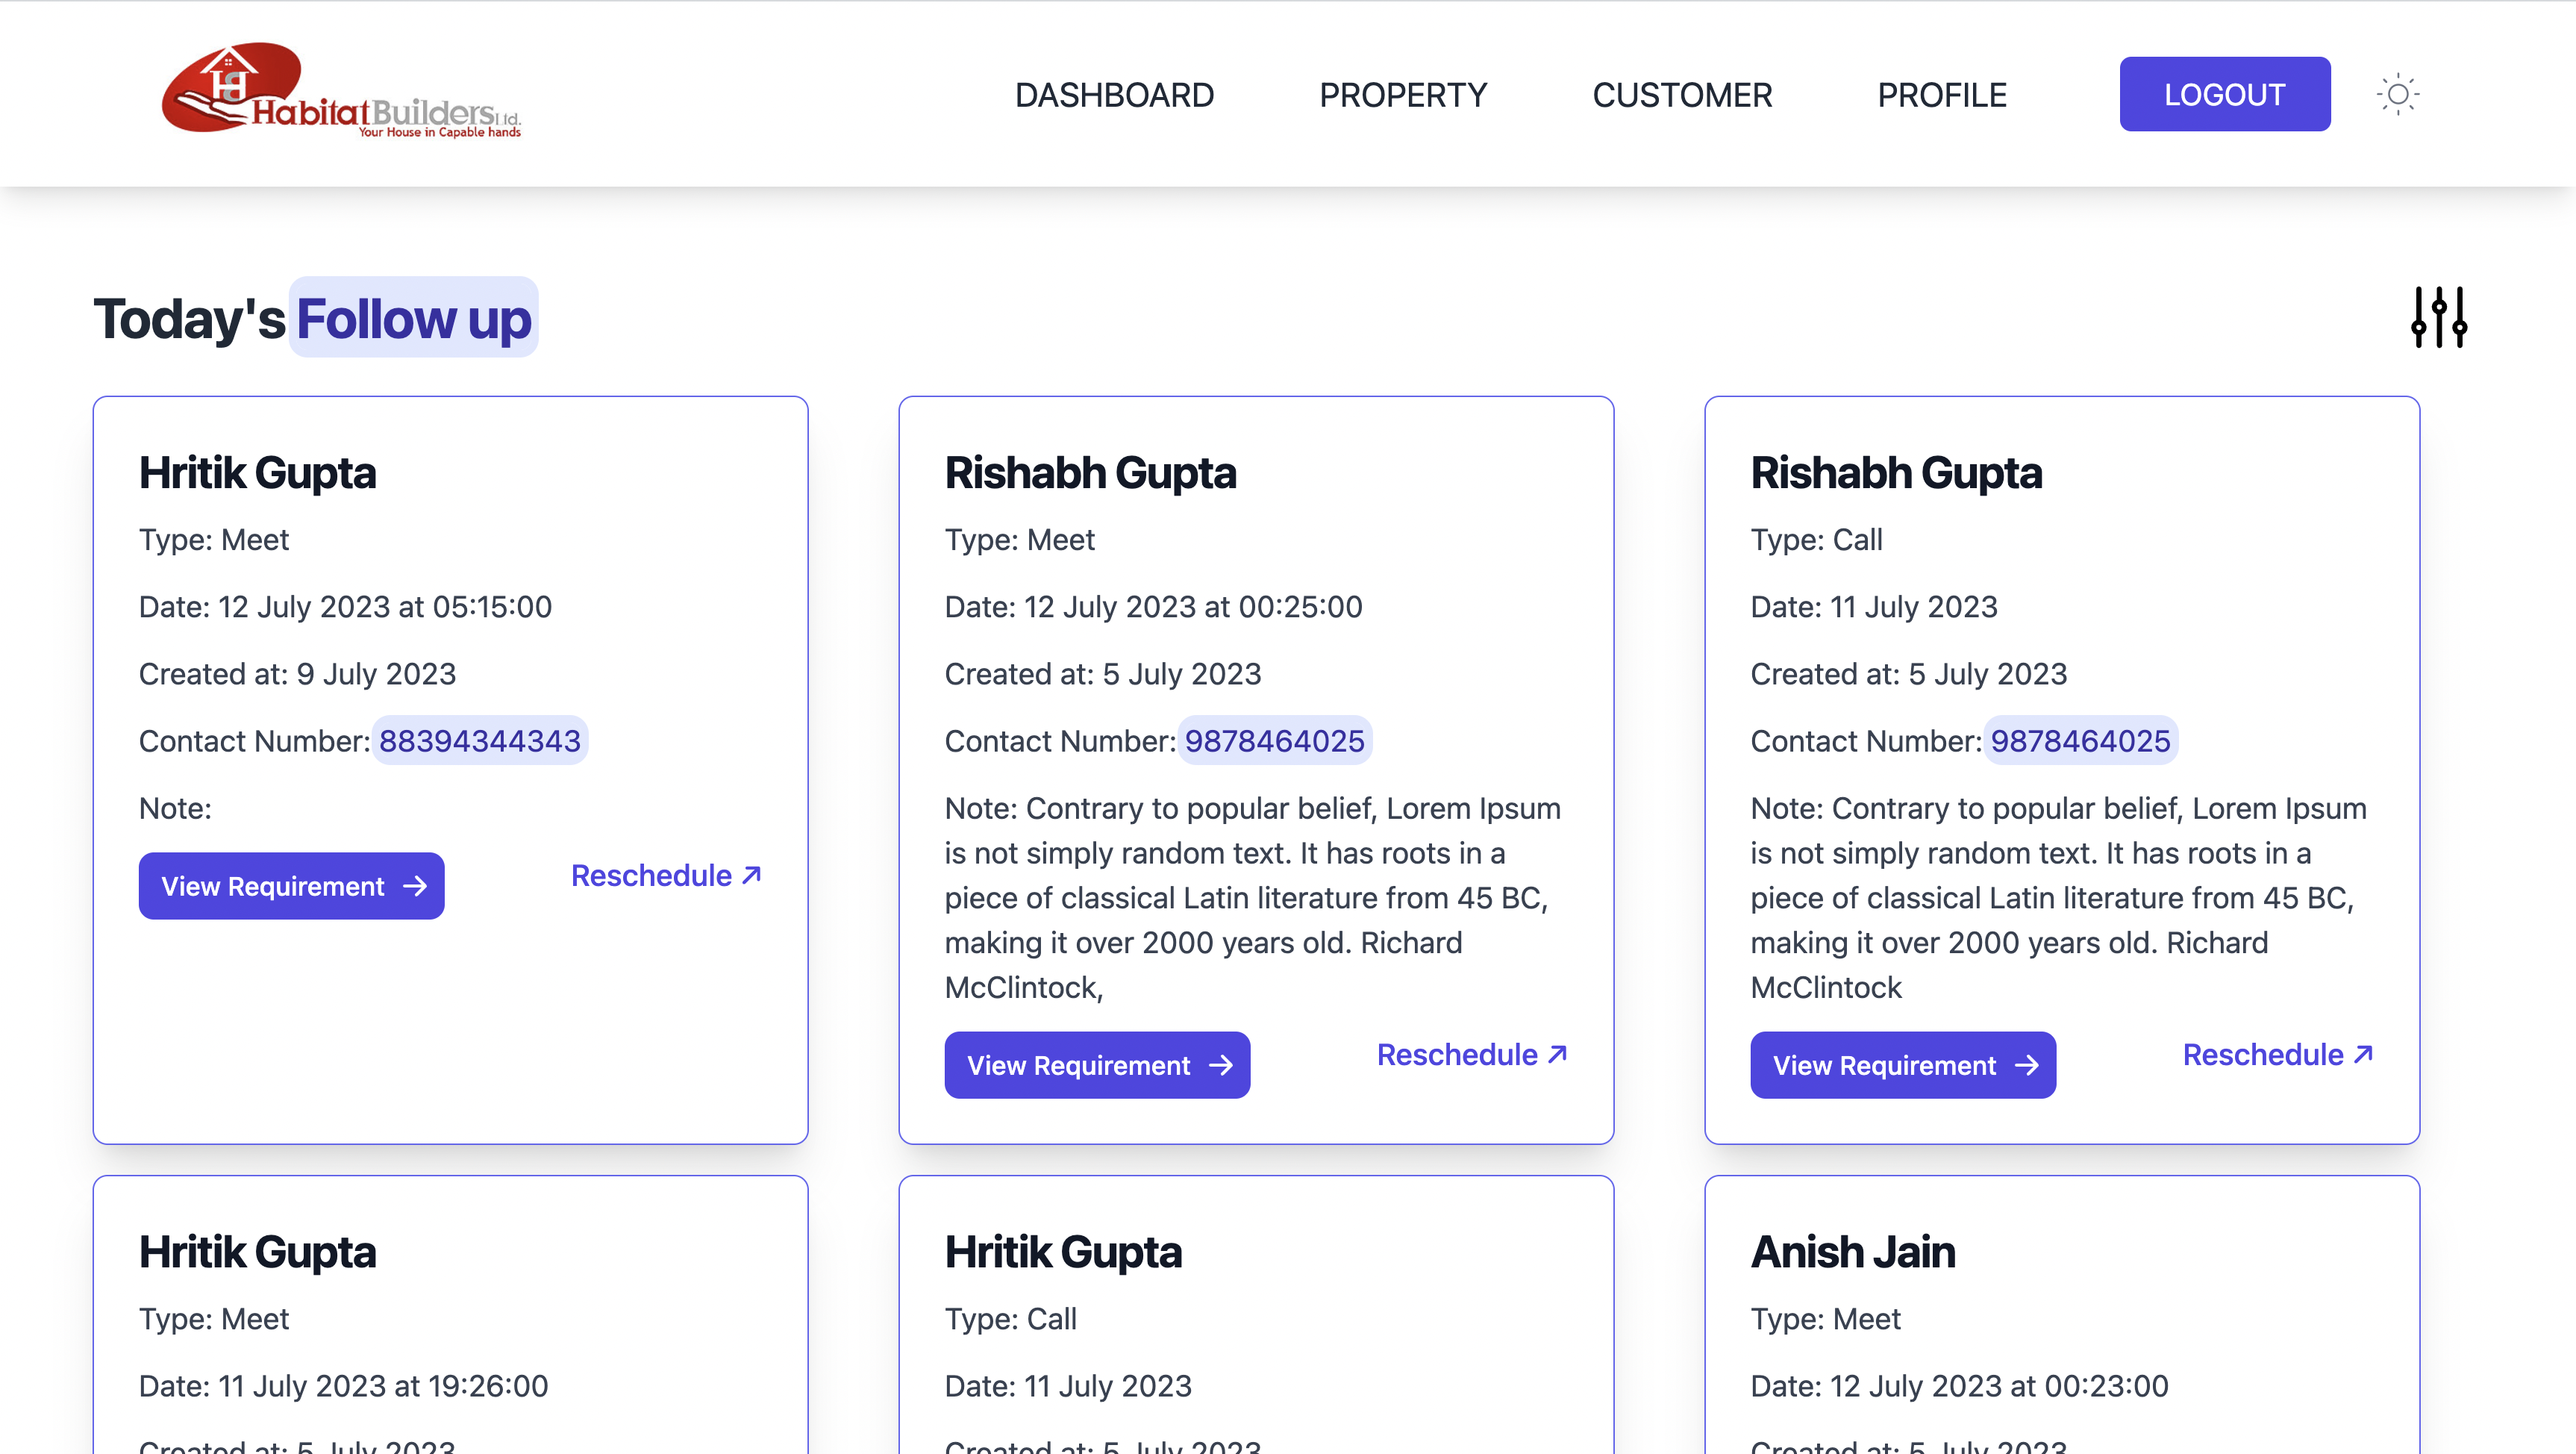 HB
HabitatBuilders Ltd.
Your House in Capable hands
DASHBOARD PROPERTY CUSTOMER PROFILE LOGOUT
Today's Follow up
Hritik Gupta
Type: Meet
Date: 12 July 2023 at 05:15:00
Created at: 9 July 2023
Contact Number: 88394344343
Note:
View Requirement → Reschedule ↗
Rishabh Gupta
Type: Meet
Date: 12 July 2023 at 00:25:00
Created at: 5 July 2023
Contact Number: 9878464025
Note: Contrary to popular belief, Lorem Ipsum
is not simply random text. It has roots in a
piece of classical Latin literature from 45 BC,
making it over 2000 years old. Richard
McClintock,
View Requirement → Reschedule ↗
Rishabh Gupta
Type: Call
Date: 11 July 2023
Created at: 5 July 2023
Contact Number: 9878464025
Note: Contrary to popular belief, Lorem Ipsum
is not simply random text. It has roots in a
piece of classical Latin literature from 45 BC,
making it over 2000 years old. Richard
McClintock
View Requirement → Reschedule ↗
Hritik Gupta
Type: Meet
Date: 11 July 2023 at 19:26:00
Created at: 5 July 2023
Hritik Gupta
Type: Call
Date: 11 July 2023
Created at: 5 July 2023
Anish Jain
Type: Meet
Date: 12 July 2023 at 00:23:00
Created at: 5 July 2023